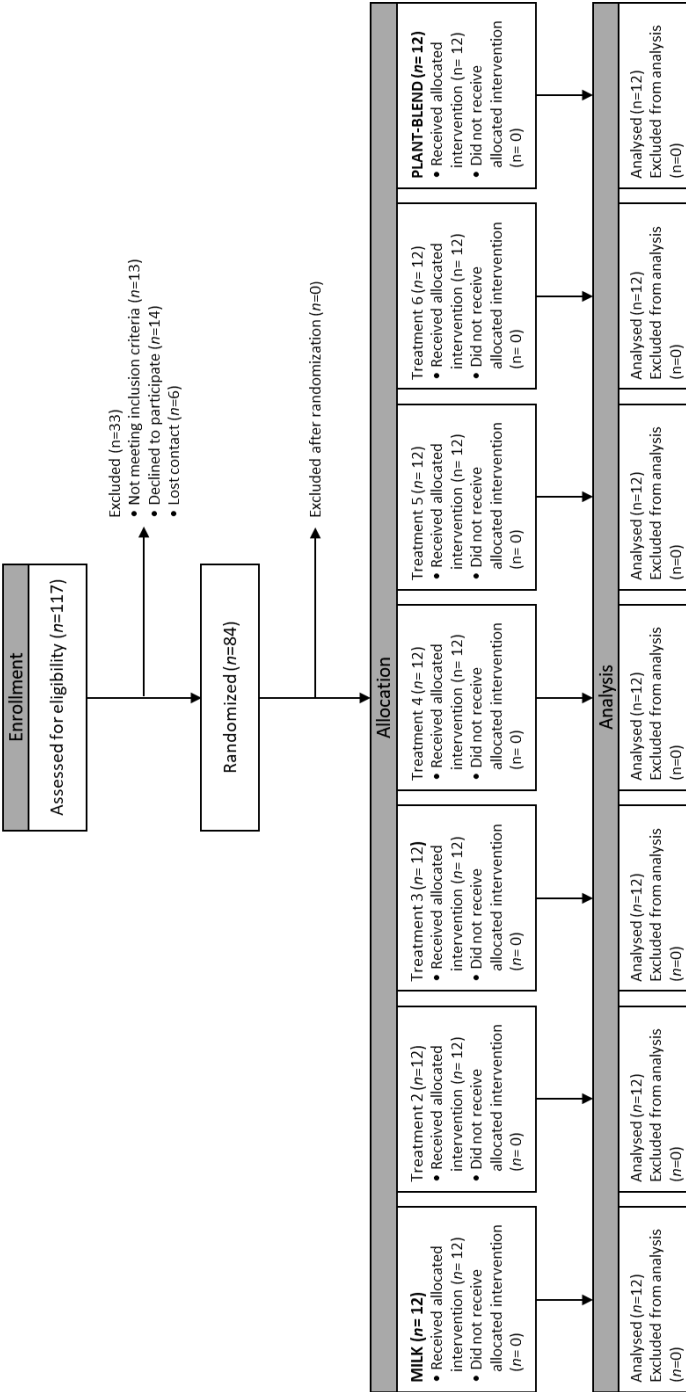 Enrollment
Assessed for eligibility (n=117)
Excluded (n=33)
• Not meeting inclusion criteria (n=13)
• Declined to participate (n=14)
• Lost contact (n=6)
Randomized (n=84)
Excluded after randomization (n=0)
Allocation
MILK (n= 12)
• Received allocated
intervention (n= 12)
• Did not receive
allocated intervention
(n= 0)
Treatment 2 (n=12)
• Received allocated
intervention (n= 12)
• Did not receive
allocated intervention
(n= 0)
Treatment 3 (n= 12)
• Received allocated
intervention (n= 12)
• Did not receive
allocated intervention
(n= 0)
Treatment 4 (n= 12)
• Received allocated
intervention (n= 12)
• Did not receive
allocated intervention
(n= 0)
Treatment 5 (n= 12)
• Received allocated
intervention (n= 12)
• Did not receive
allocated intervention
(n= 0)
Treatment 6 (n= 12)
• Received allocated
intervention (n= 12)
• Did not receive
allocated intervention
(n= 0)
PLANT-BLEND (n= 12)
• Received allocated
intervention (n= 12)
• Did not receive
allocated intervention
(n= 0)
Analysis
Analysed (n=12)
Excluded from analysis
(n=0)
Analysed (n=12)
Excluded from analysis
(n=0)
Analysed (n=12)
Excluded from analysis
(n=0)
Analysed (n=12)
Excluded from analysis
(n=0)
Analysed (n=12)
Excluded from analysis
(n=0)
Analysed (n=12)
Excluded from analysis
(n=0)
Analysed (n=12)
Excluded from analysis
(n=0)